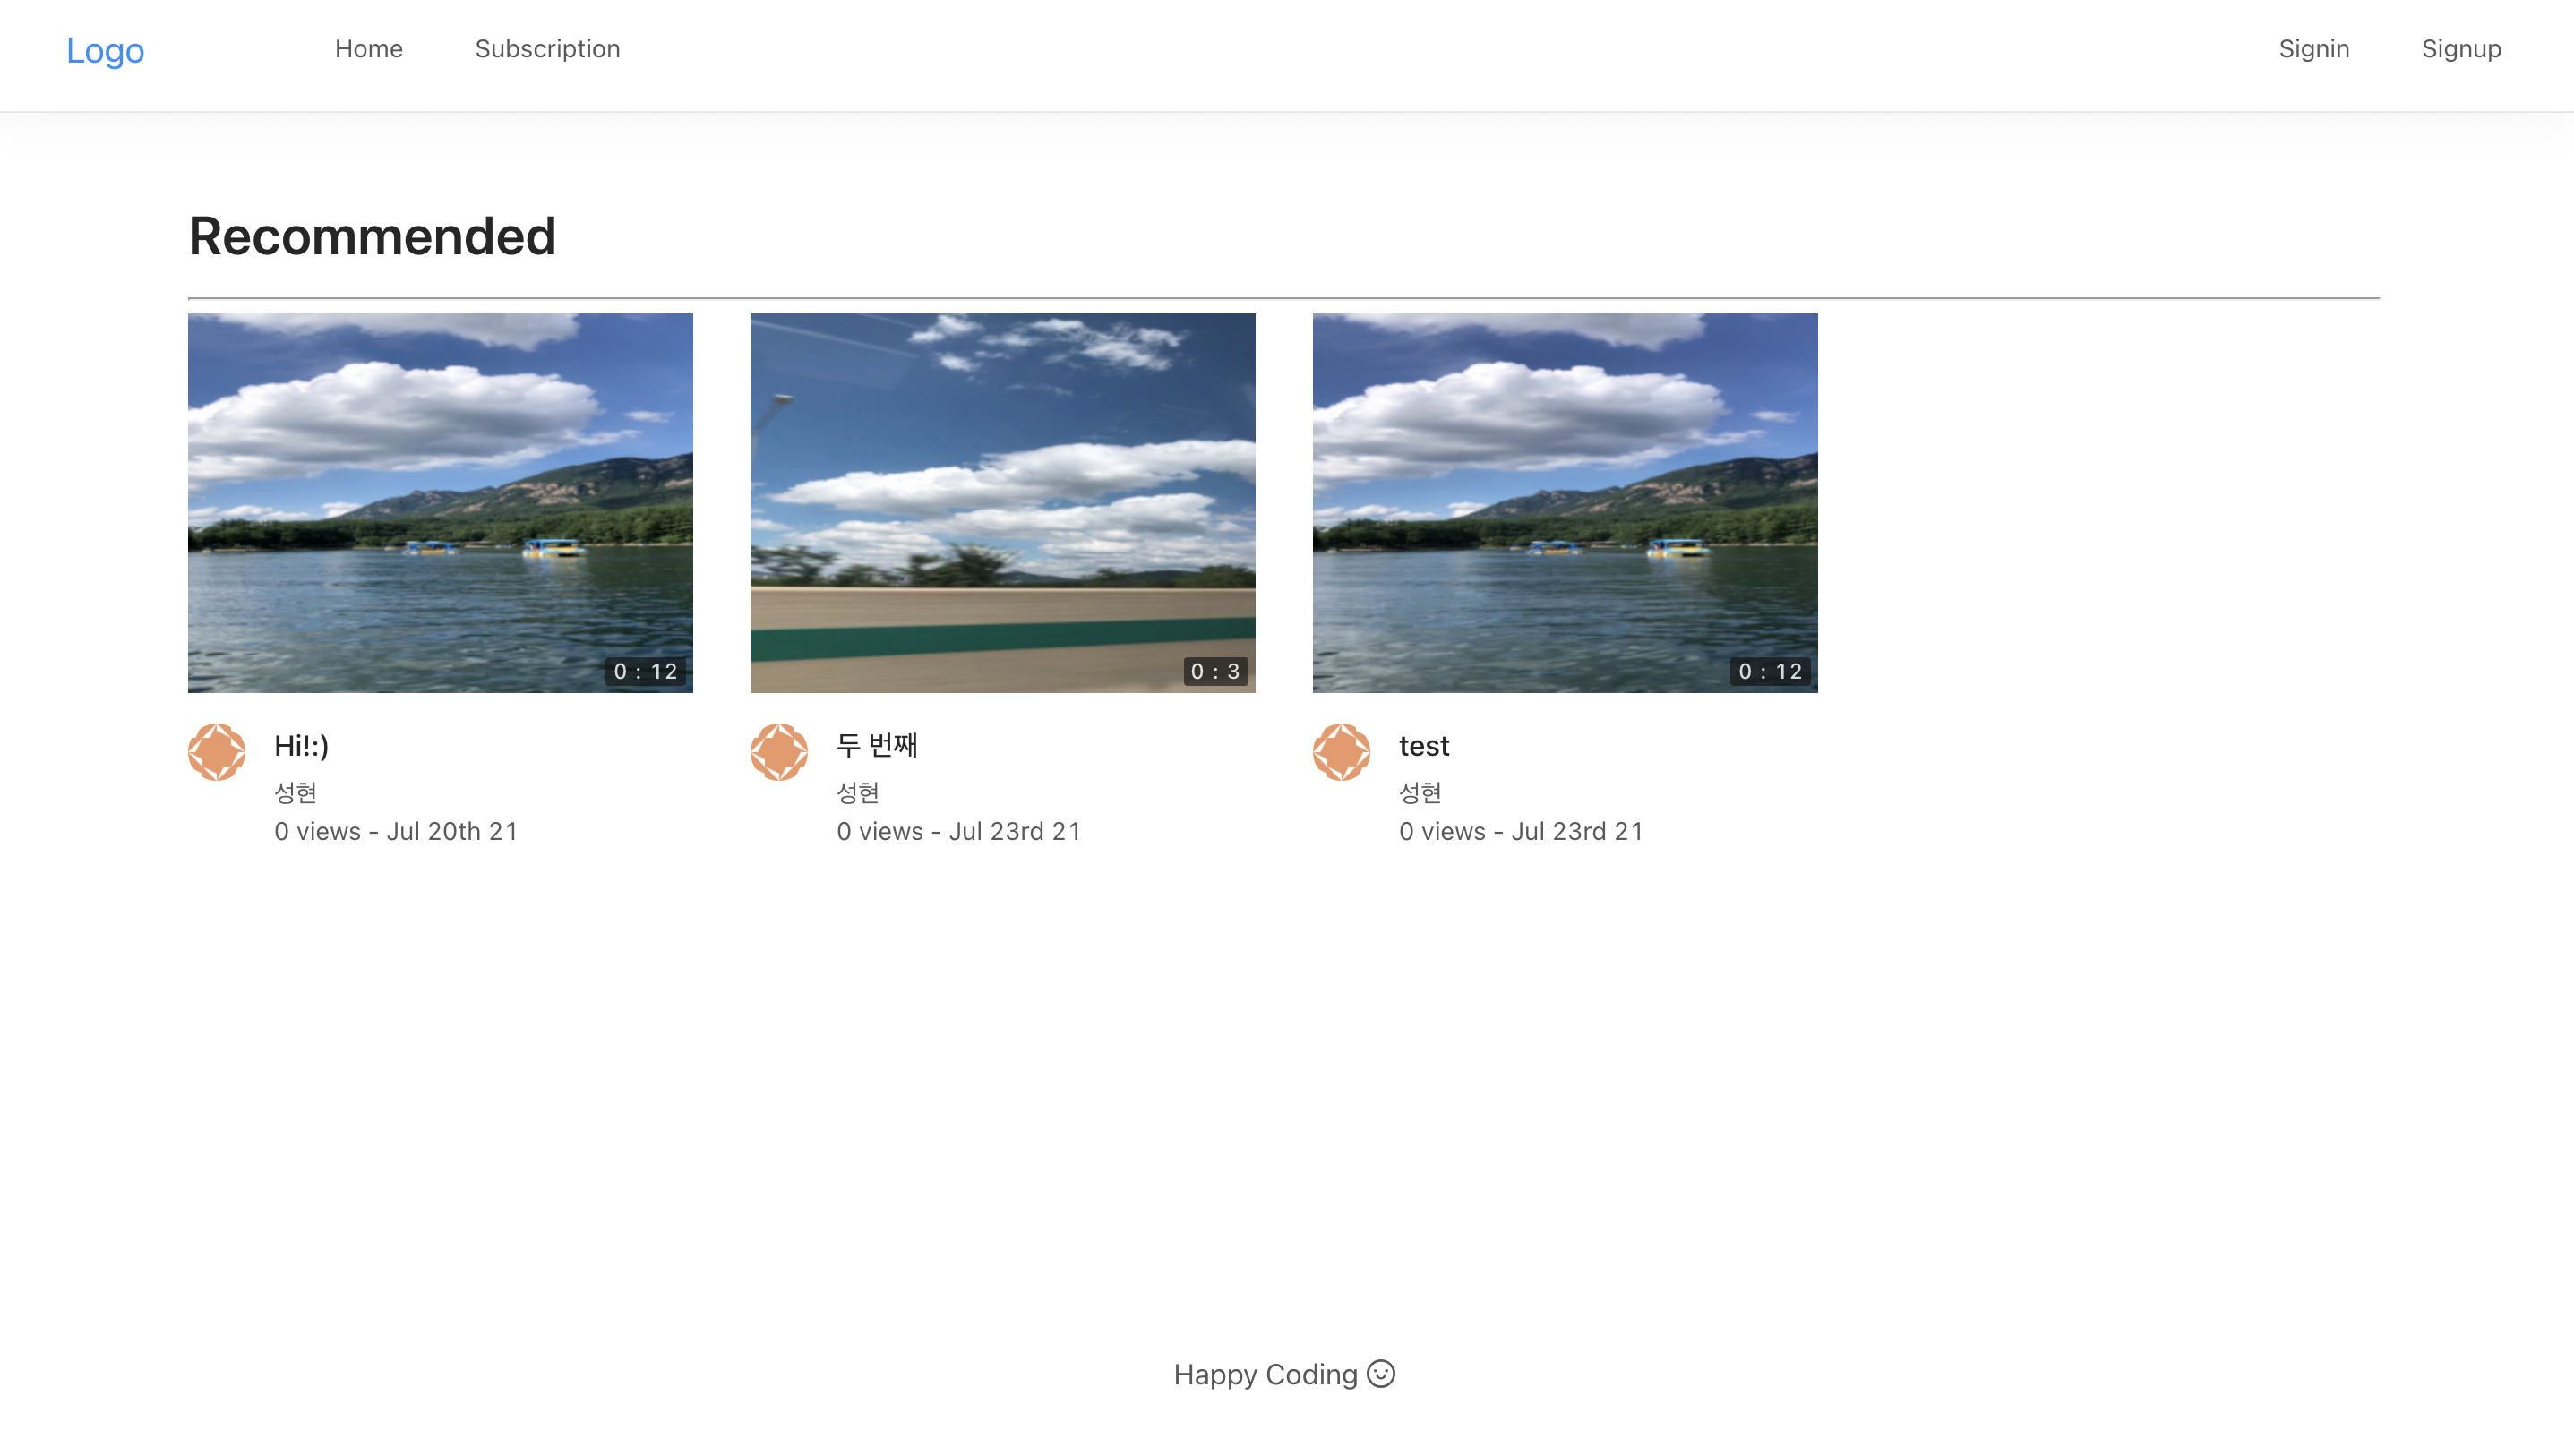 Logo
Home
Subscription
Signin
Signup
Recommended
0 : 12
0 : 3
0 : 12
Hi!:)
성현
0 views - Jul 20th 21
두 번째
성현
0 views - Jul 23rd 21
test
성현
0 views - Jul 23rd 21
Happy Coding